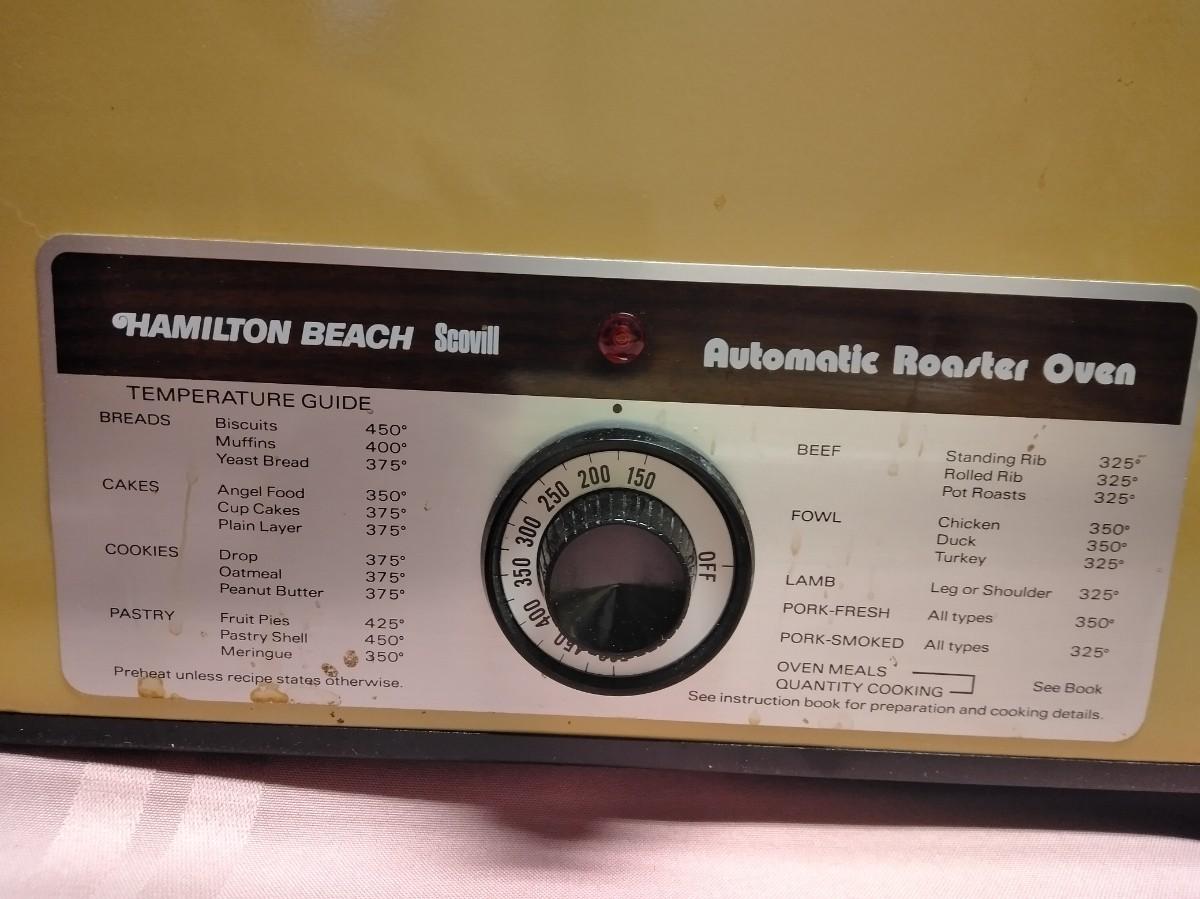 HAMILTON BEACH Scovill
Automatic Roaster Oven
TEMPERATURE GUIDE
BREADS Biscuits 450°
Muffins 400°
Yeast Bread 375°
CAKES Angel Food 350°
Cup Cakes 375°
Plain Layer 375°
COOKIES Drop 375°
Oatmeal 375°
Peanut Butter 375°
PASTRY Fruit Pies 425°
Pastry Shell 450°
Meringue 350°
Preheat unless recipe states otherwise.
OFF 150 200 250 300 350 400 450
BEEF Standing Rib 325°
Rolled Rib 325°
Pot Roasts 325°
FOWL Chicken 350°
Duck 350°
Turkey 325°
LAMB Leg or Shoulder 325°
PORK-FRESH All types 350°
PORK-SMOKED All types 325°
OVEN MEALS
QUANTITY COOKING See Book
See instruction book for preparation and cooking details.